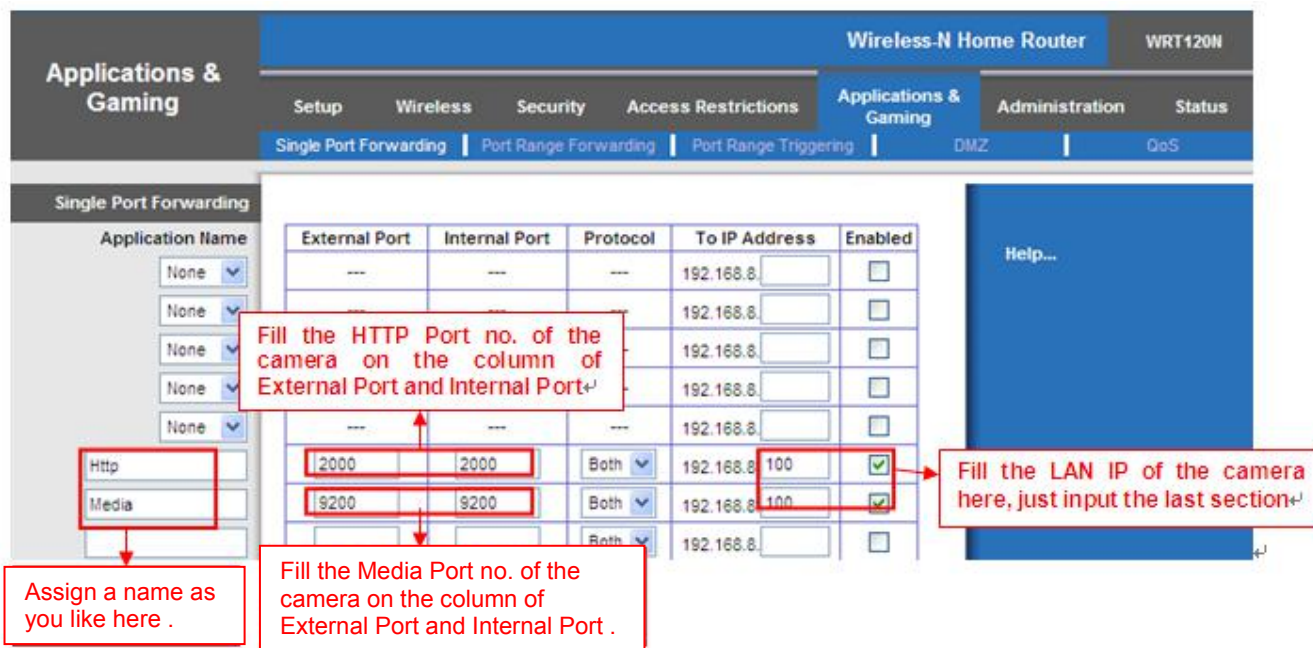 Wireless-N Home Router WRT120N
Applications &
Gaming
Setup Wireless Security Access Restrictions Applications & Gaming Administration Status
Single Port Forwarding Port Range Forwarding Port Range Triggering DMZ QoS
Single Port Forwarding
Application Name External Port Internal Port Protocol To IP Address Enabled
Help...
None --- --- --- 192.168.8.
None 192.168.8.
None 192.168.8.
None 192.168.8.
None --- --- --- 192.168.8.
Fill the HTTP Port no. of the
camera on the column of
External Port and Internal Port↵
Http 2000 2000 Both 192.168.8. 100
Media 9200 9200 Both 192.168.8. 100
Both 192.168.8.
Fill the LAN IP of the camera
here, just input the last section↵
Assign a name as
you like here .
Fill the Media Port no. of the
camera on the column of
External Port and Internal Port .